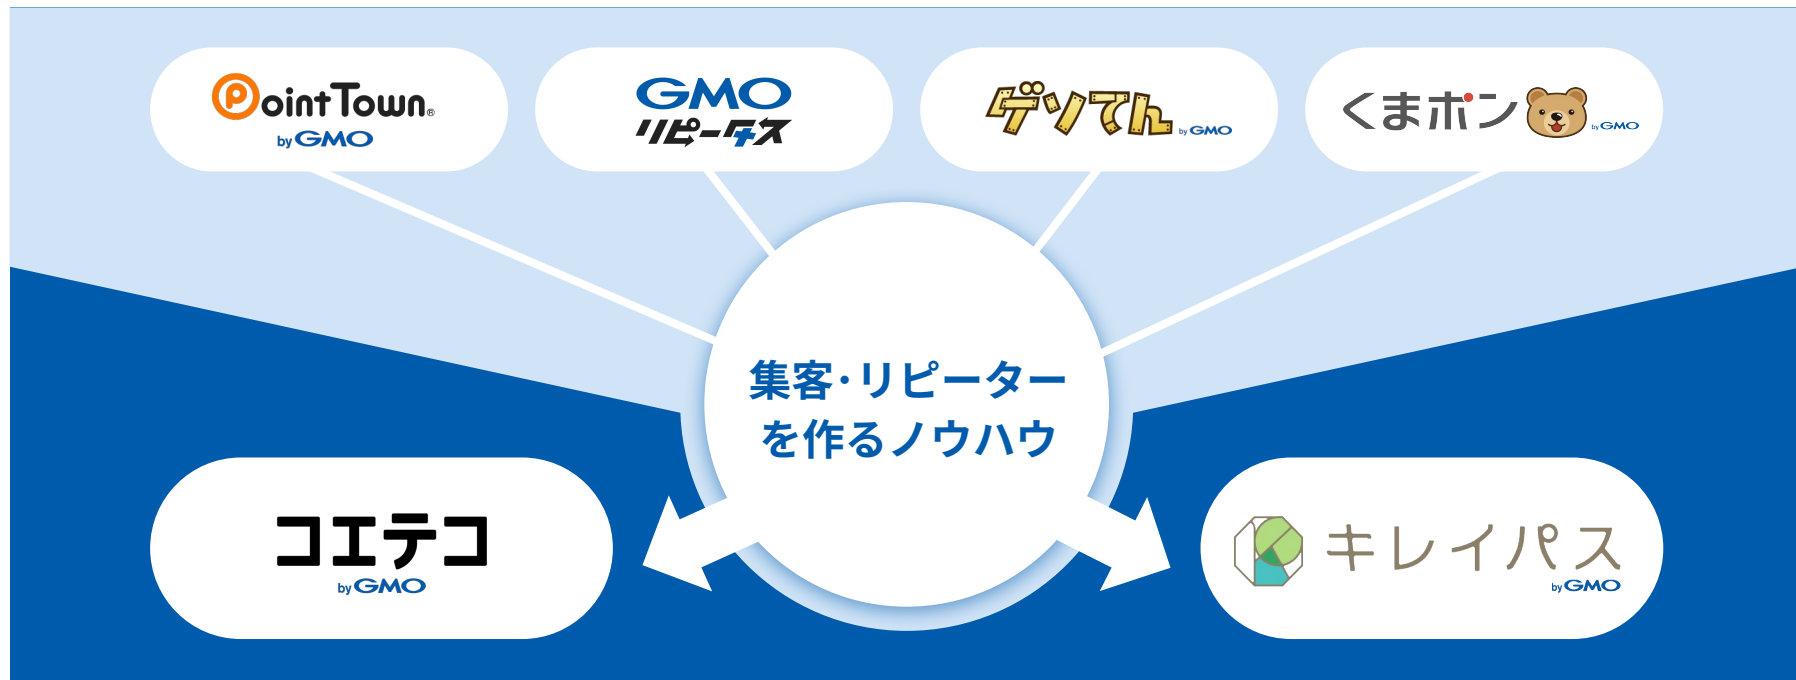 PointTown®
by GMO
GMO
リピータス
ゲソてん by GMO
くまポン by GMO
集客・リピーター
を作るノウハウ
コエテコ
by GMO
キレイパス
by GMO